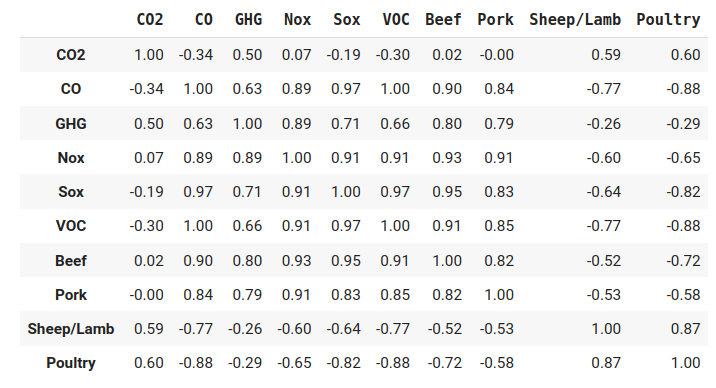 CO2 CO GHG Nox Sox VOC Beef Pork Sheep/Lamb Poultry
CO2 1.00 -0.34 0.50 0.07 -0.19 -0.30 0.02 -0.00 0.59 0.60
CO -0.34 1.00 0.63 0.89 0.97 1.00 0.90 0.84 -0.77 -0.88
GHG 0.50 0.63 1.00 0.89 0.71 0.66 0.80 0.79 -0.26 -0.29
Nox 0.07 0.89 0.89 1.00 0.91 0.91 0.93 0.91 -0.60 -0.65
Sox -0.19 0.97 0.71 0.91 1.00 0.97 0.95 0.83 -0.64 -0.82
VOC -0.30 1.00 0.66 0.91 0.97 1.00 0.91 0.85 -0.77 -0.88
Beef 0.02 0.90 0.80 0.93 0.95 0.91 1.00 0.82 -0.52 -0.72
Pork -0.00 0.84 0.79 0.91 0.83 0.85 0.82 1.00 -0.53 -0.58
Sheep/Lamb 0.59 -0.77 -0.26 -0.60 -0.64 -0.77 -0.52 -0.53 1.00 0.87
Poultry 0.60 -0.88 -0.29 -0.65 -0.82 -0.88 -0.72 -0.58 0.87 1.00